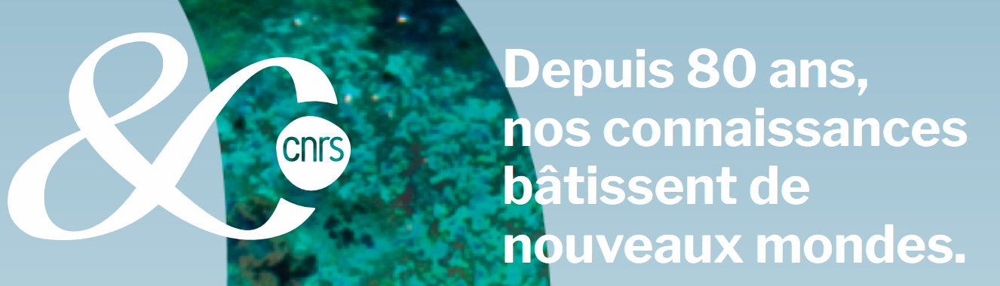 &
cnrs
Depuis 80 ans,
nos connaissances
bâtissent de
nouveaux mondes.